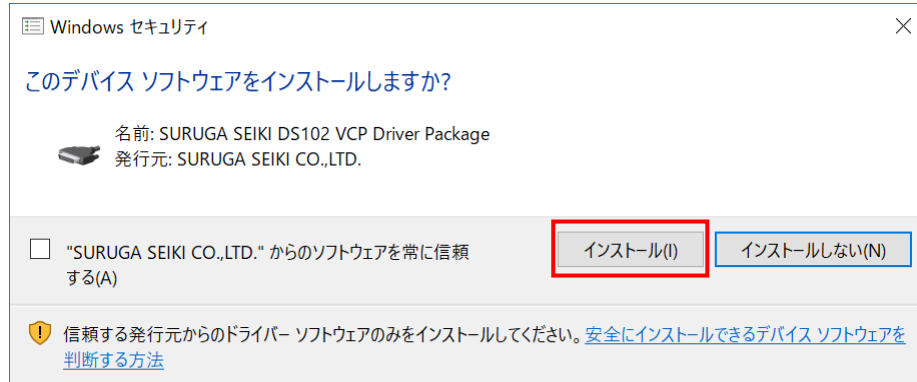 Windows セキュリティ
このデバイス ソフトウェアをインストールしますか?
名前: SURUGA SEIKI DS102 VCP Driver Package
発行元: SURUGA SEIKI CO.,LTD.
"SURUGA SEIKI CO.,LTD." からのソフトウェアを常に信頼
する(A)
インストール(I)
インストールしない(N)
信頼する発行元からのドライバー ソフトウェアのみをインストールしてください。安全にインストールできるデバイス ソフトウェアを
判断する方法